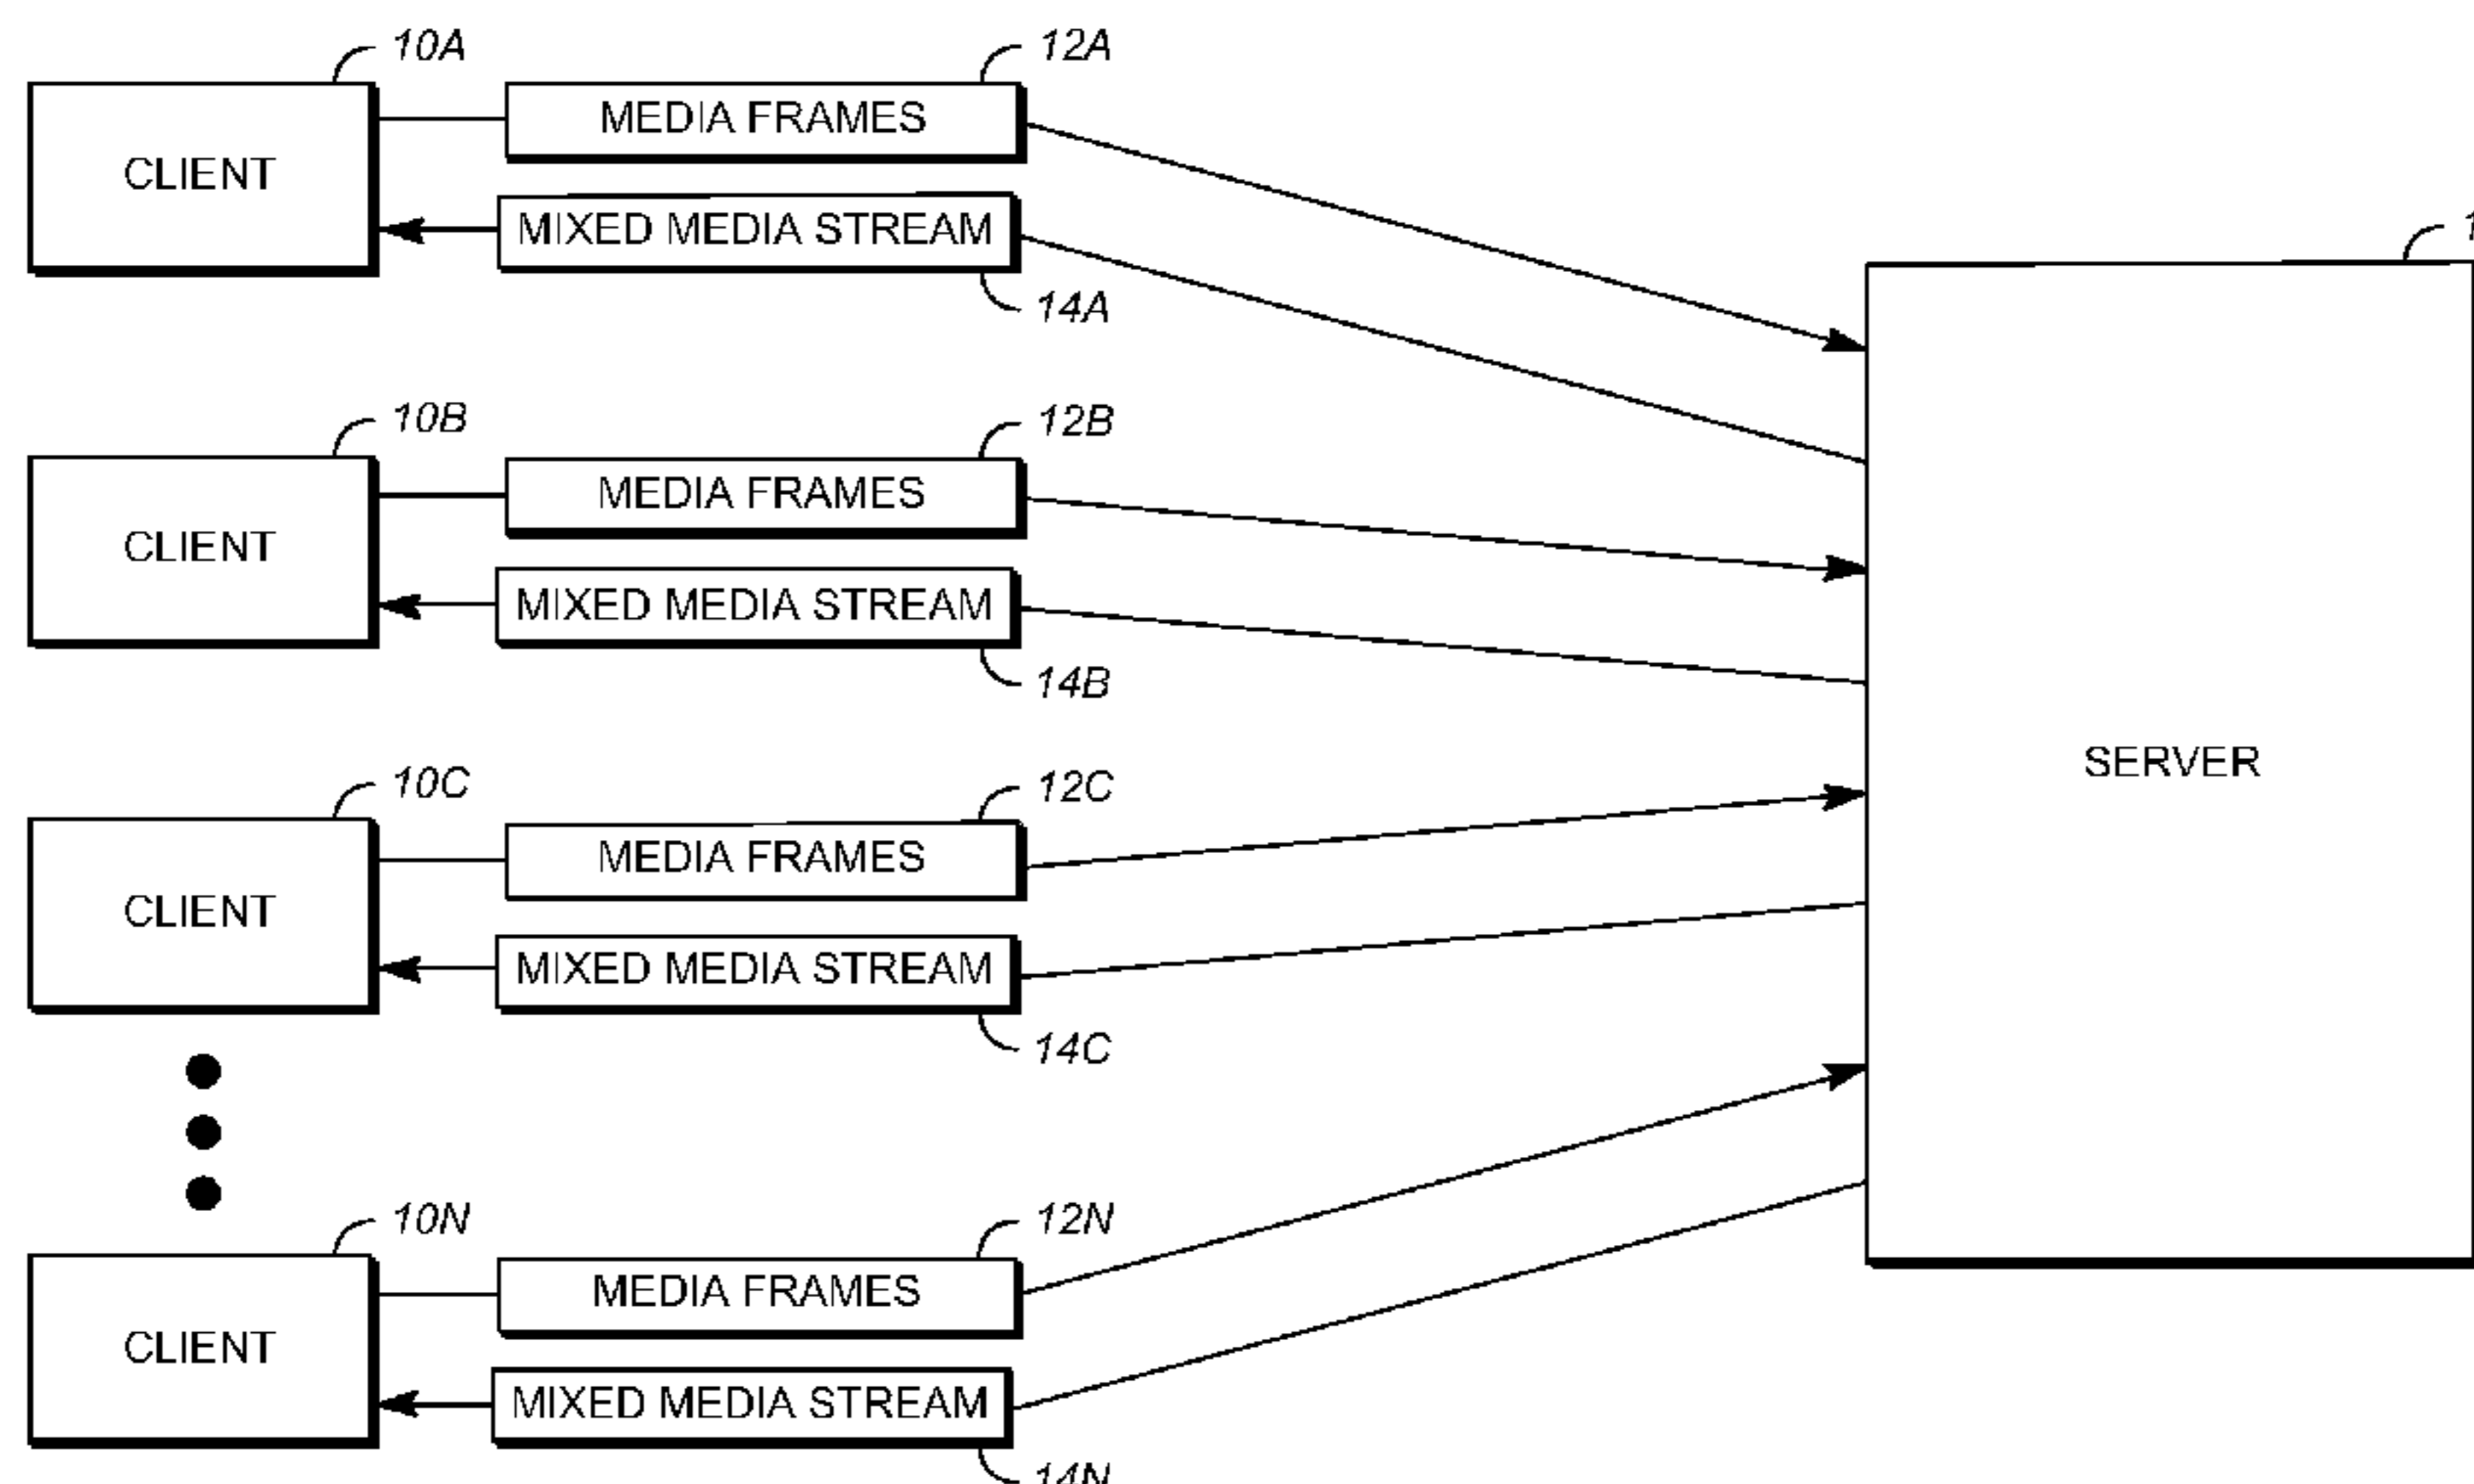 10A
12A
MEDIA FRAMES
CLIENT
MIXED MEDIA STREAM
14A
10B
12B
MEDIA FRAMES
CLIENT
MIXED MEDIA STREAM
14B
SERVER
10C
12C
MEDIA FRAMES
CLIENT
MIXED MEDIA STREAM
14C
10N
12N
MEDIA FRAMES
CLIENT
MIXED MEDIA STREAM
14N